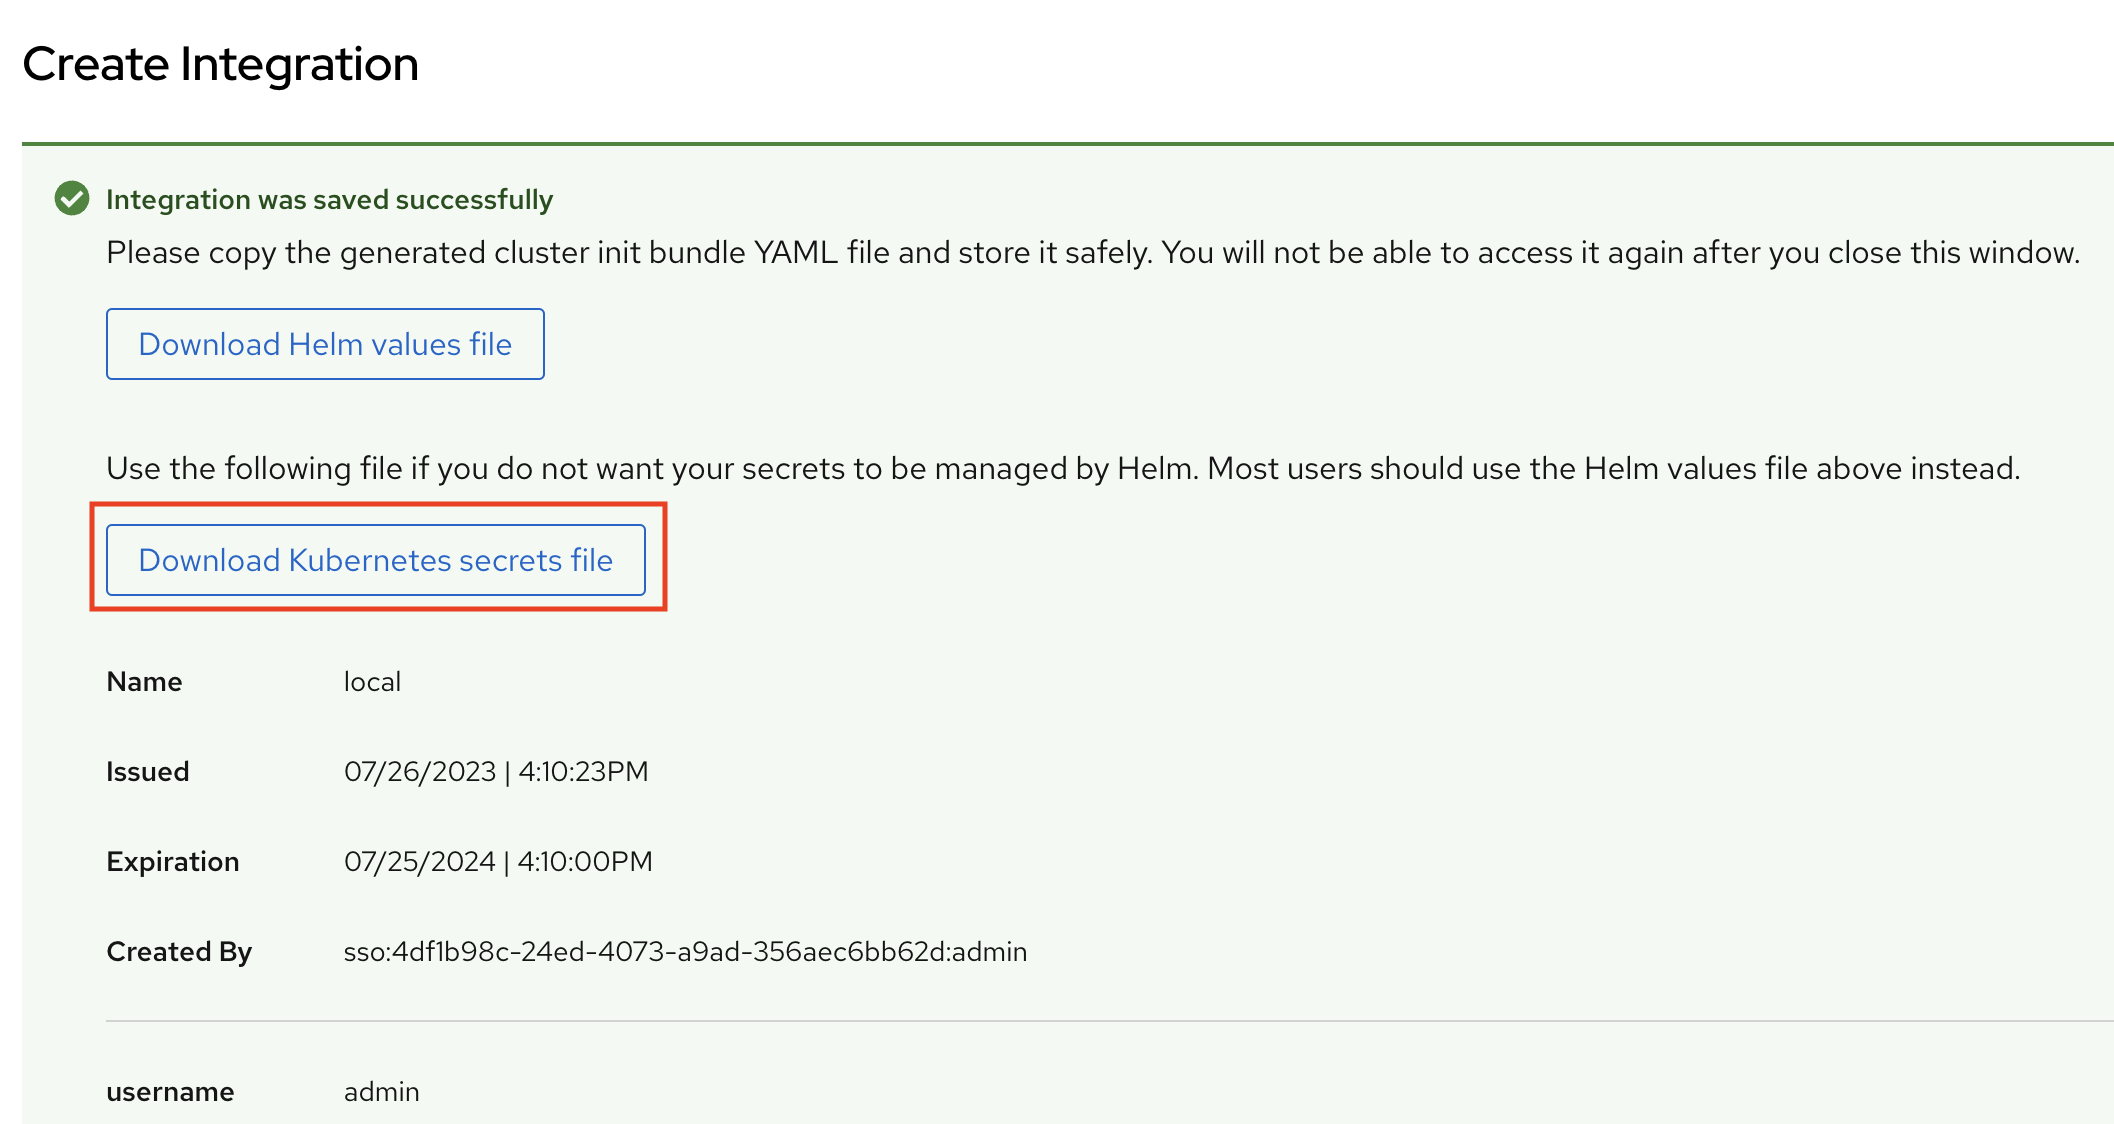 Create Integration
Integration was saved successfully
Please copy the generated cluster init bundle YAML file and store it safely. You will not be able to access it again after you close this window.
Download Helm values file
Use the following file if you do not want your secrets to be managed by Helm. Most users should use the Helm values file above instead.
Download Kubernetes secrets file
Name local
Issued 07/26/2023 | 4:10:23PM
Expiration 07/25/2024 | 4:10:00PM
Created By sso:4df1b98c-24ed-4073-a9ad-356aec6bb62d:admin
username admin